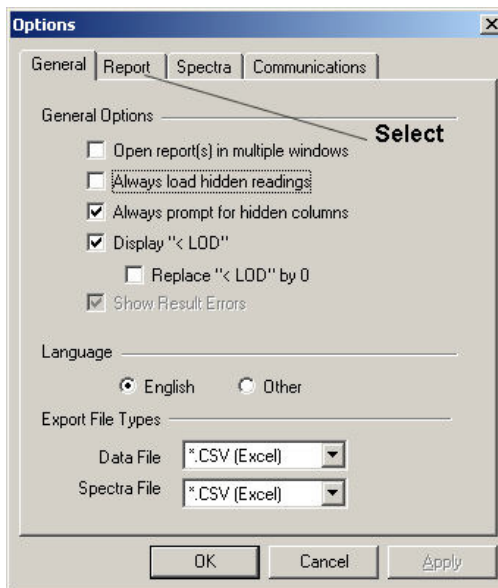 Options
General Report Spectra Communications
General Options
Select
Open report(s) in multiple windows
Always load hidden readings
Always prompt for hidden columns
Display "< LOD"
Replace "< LOD" by 0
Show Result Errors
Language
English Other
Export File Types
Data File *.CSV (Excel)
Spectra File *.CSV (Excel)
OK Cancel Apply